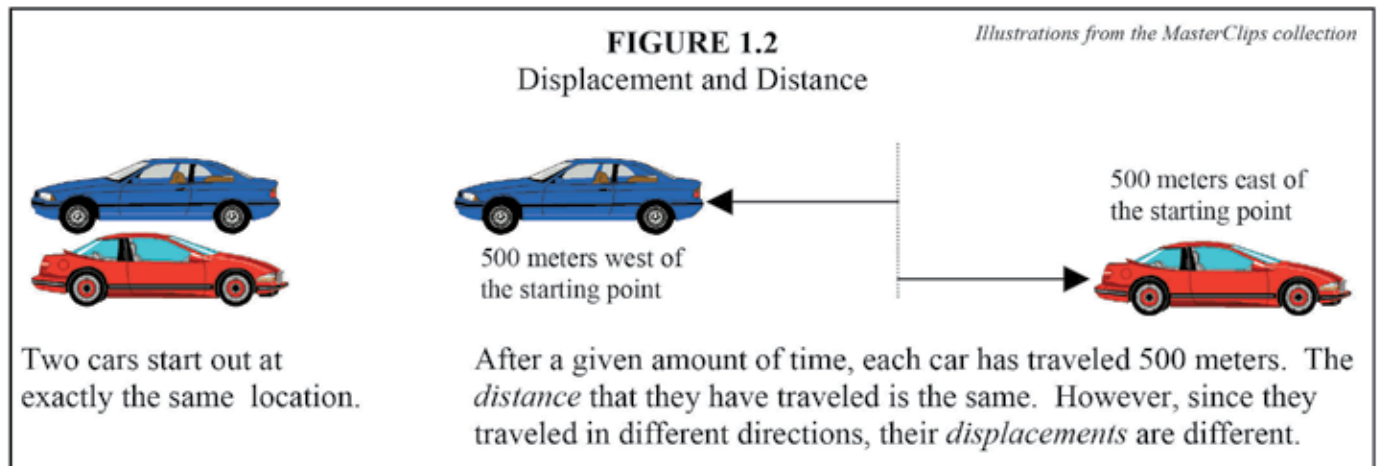 FIGURE 1.2
Illustrations from the MasterClips collection
Displacement and Distance
500 meters west of
the starting point
500 meters east of
the starting point
Two cars start out at
exactly the same location.
After a given amount of time, each car has traveled 500 meters. The
distance that they have traveled is the same. However, since they
traveled in different directions, their displacements are different.